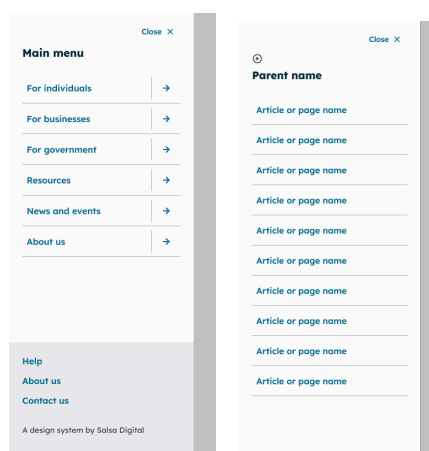 Close
Main menu
For individuals
For businesses
For government
Resources
News and events
About us
Help
About us
Contact us
A design system by Salsa Digital
Close
Parent name
Article or page name
Article or page name
Article or page name
Article or page name
Article or page name
Article or page name
Article or page name
Article or page name
Article or page name
Article or page name